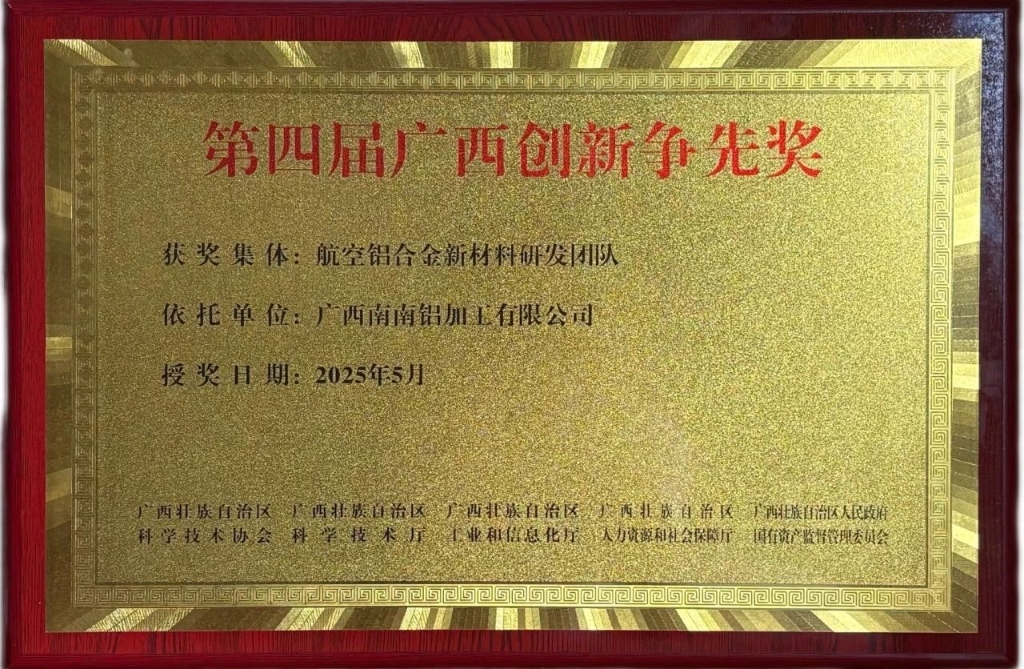 第四届广西创新争先奖
获奖集体：航空铝合金新材料研发团队
依托单位：广西南南铝加工有限公司
授奖日期：2025年5月
广西壮族自治区 广西壮族自治区 广西壮族自治区 广西壮族自治区 广西壮族自治区人民政府
科学技术协会 科学技术厅 工业和信息化厅 人力资源和社会保障厅 国有资产监督管理委员会